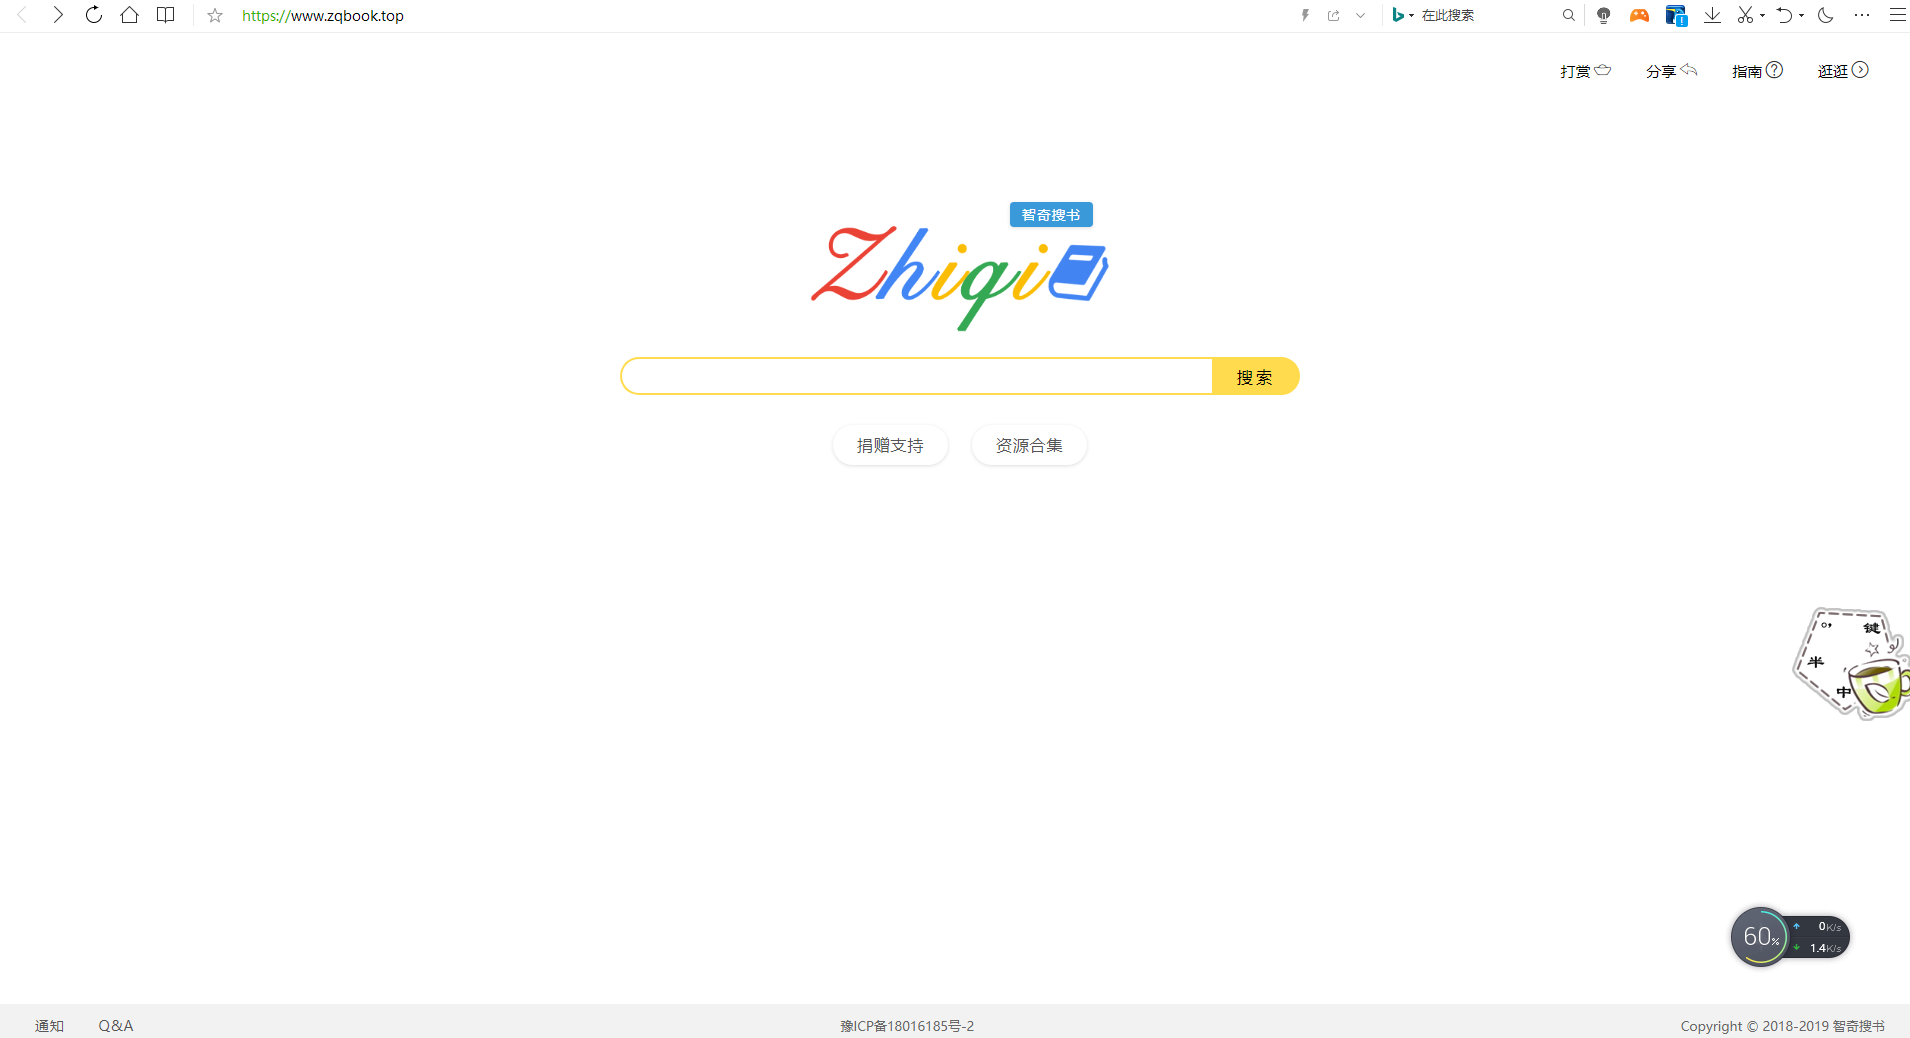 https://www.zqbook.top
在此搜索
打赏 分享 指南 逛逛
智奇搜书
Zhiqi
搜索
捐赠支持 资源合集
键
半
中
60% 0K/s
1.4K/s
通知 Q&A 豫ICP备18016185号-2 Copyright © 2018-2019 智奇搜书